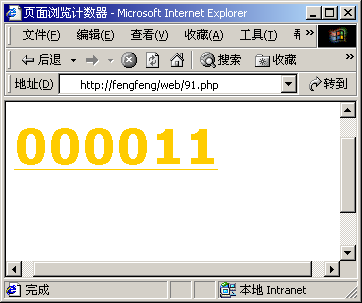 页面浏览计数器 - Microsoft Internet Explorer
文件(F) 编辑(E) 查看(V) 收藏(A) 工具(T)
后退 搜索 收藏
地址(D) http://fengfeng/web/91.php 转到
000011
完成 本地 Intranet